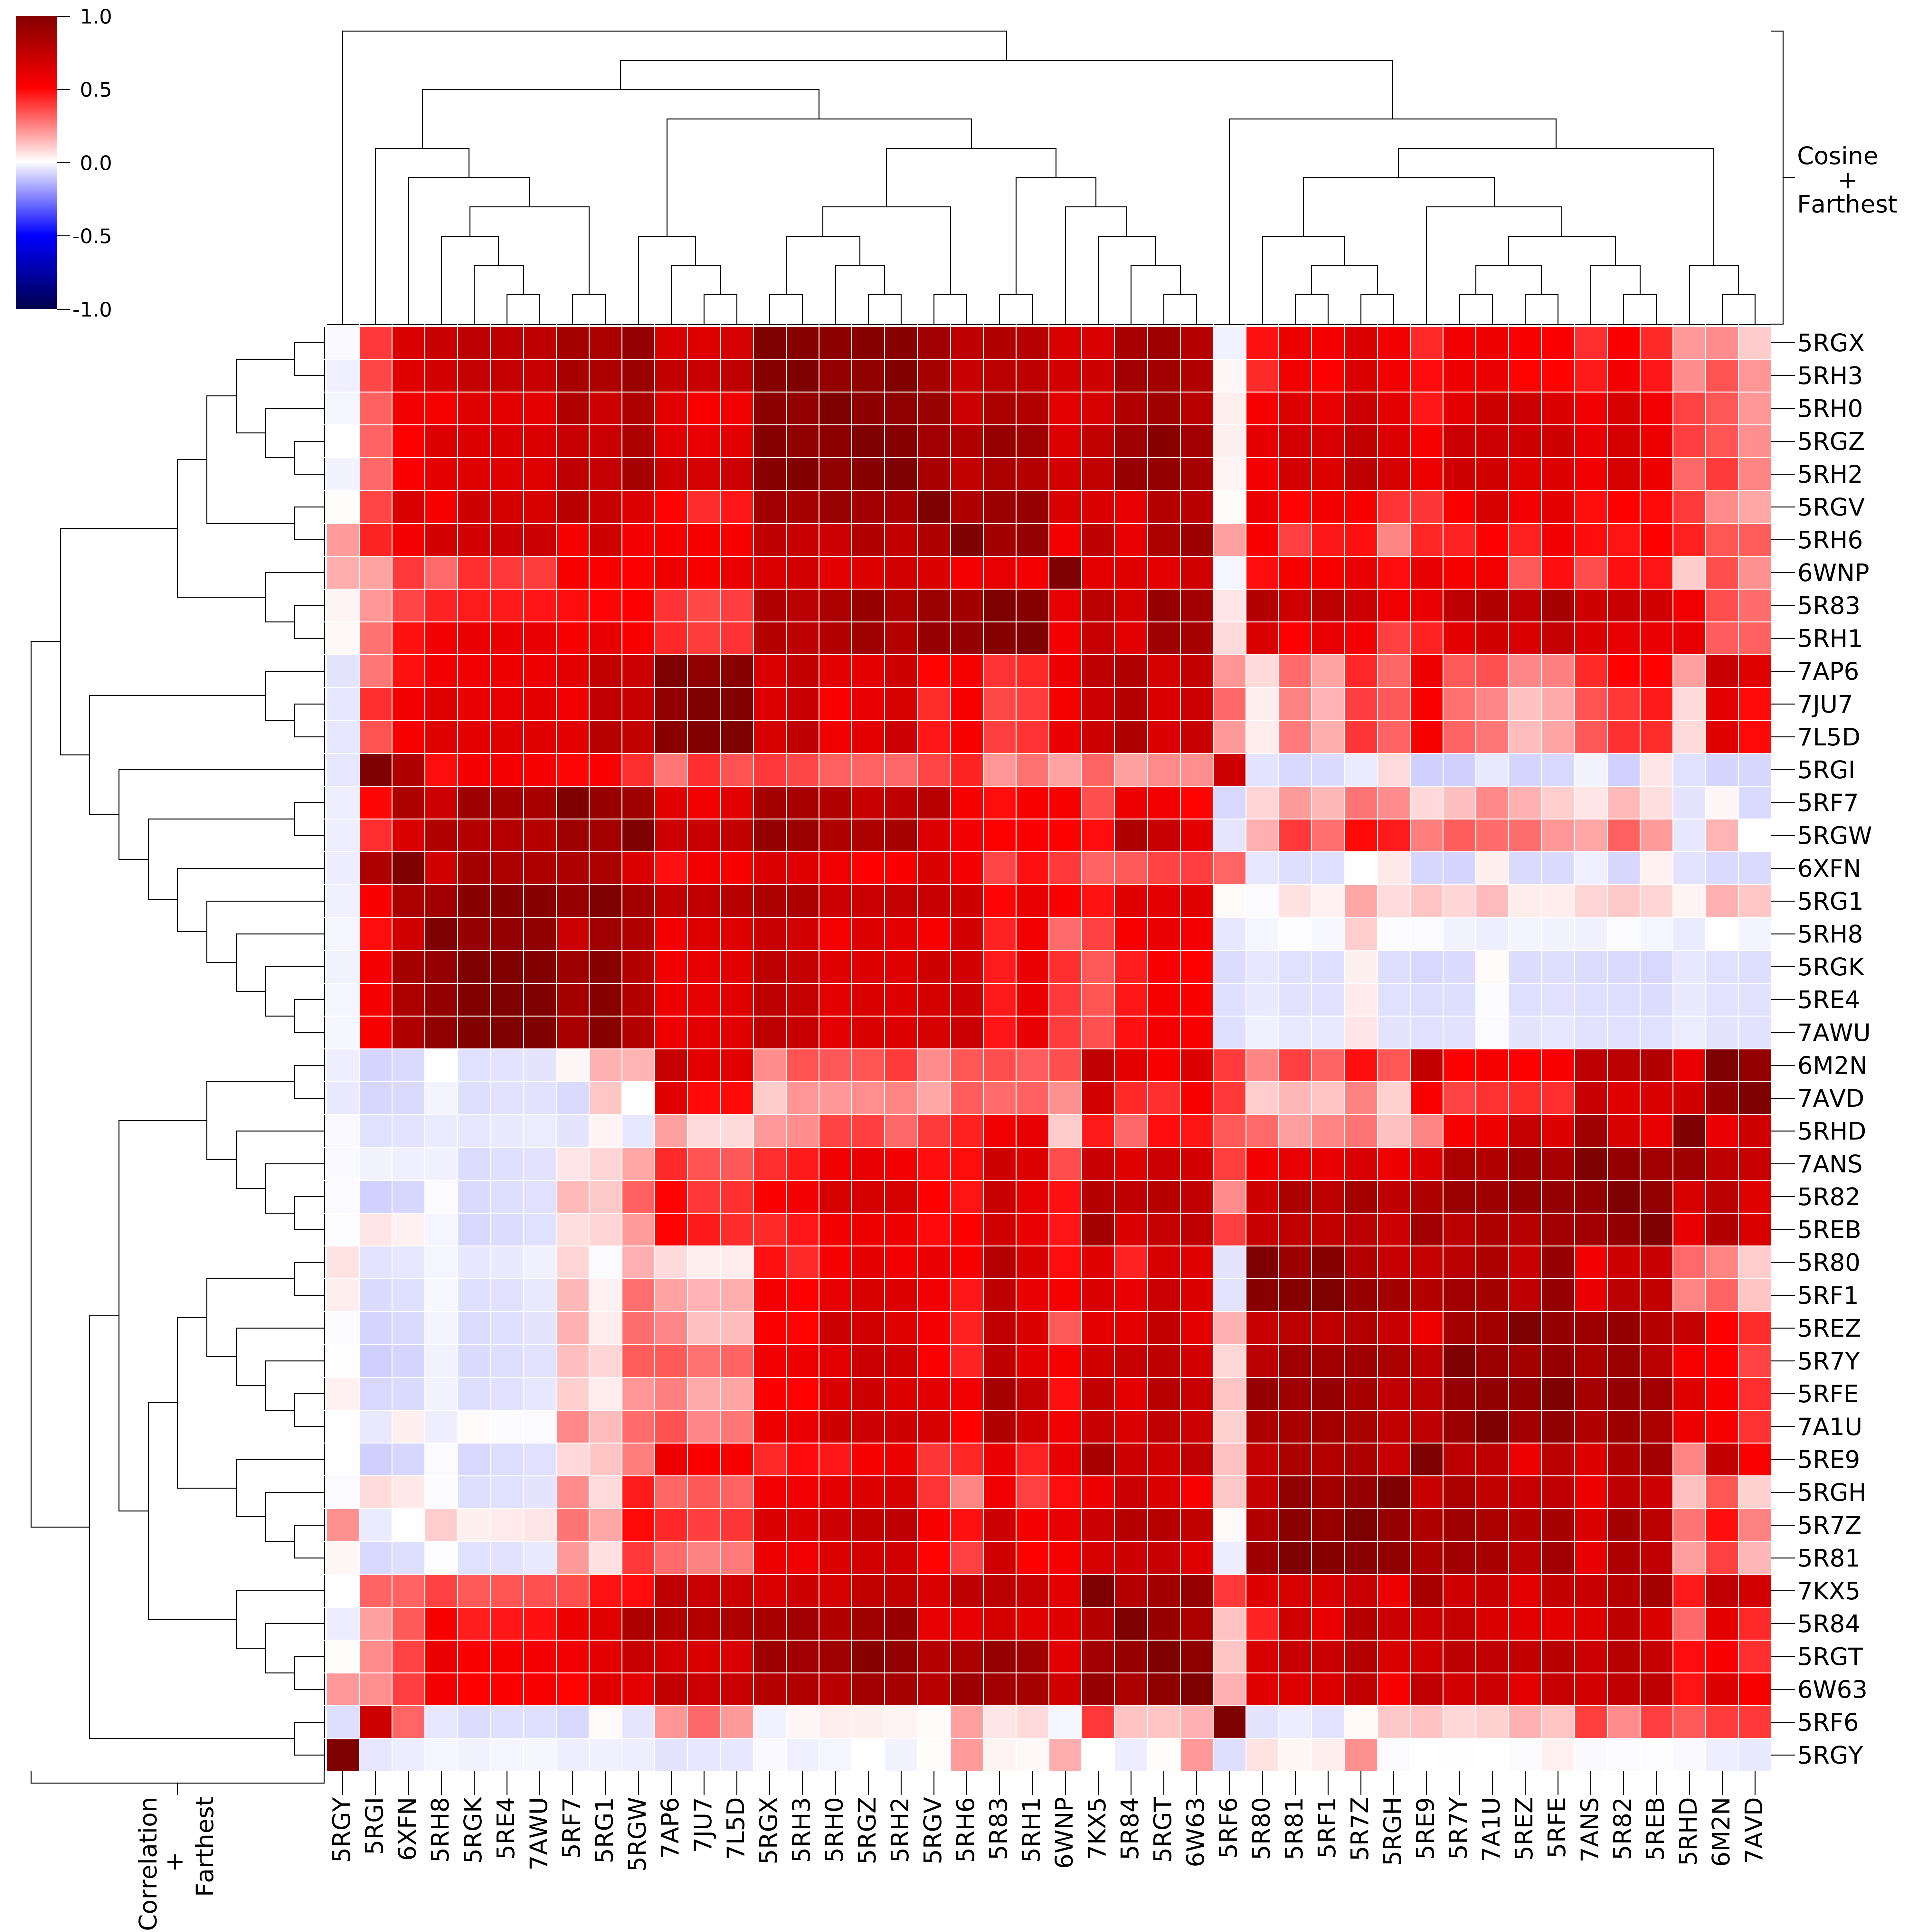 1.0
0.5
0.0
-0.5
-1.0
Cosine
+
Farthest
5RGX
5RH3
5RH0
5RGZ
5RH2
5RGV
5RH6
6WNP
5R83
5RH1
7AP6
7JU7
7L5D
5RGI
5RF7
5RGW
6XFN
5RG1
5RH8
5RGK
5RE4
7AWU
6M2N
7AVD
5RHD
7ANS
5R82
5REB
5R80
5RF1
5REZ
5R7Y
5RFE
7A1U
5RE9
5RGH
5R7Z
5R81
7KX5
5R84
5RGT
6W63
5RF6
5RGY
Correlation
+
Farthest
5RGY
5RGI
6XFN
5RH8
5RGK
5RE4
7AWU
5RF7
5RG1
5RGW
7AP6
7JU7
7L5D
5RGX
5RH3
5RH0
5RGZ
5RH2
5RGV
5RH6
5R83
5RH1
6WNP
7KX5
5R84
5RGT
6W63
5RF6
5R80
5R81
5RF1
5R7Z
5RGH
5RE9
5R7Y
7A1U
5REZ
5RFE
7ANS
5R82
5REB
5RHD
6M2N
7AVD